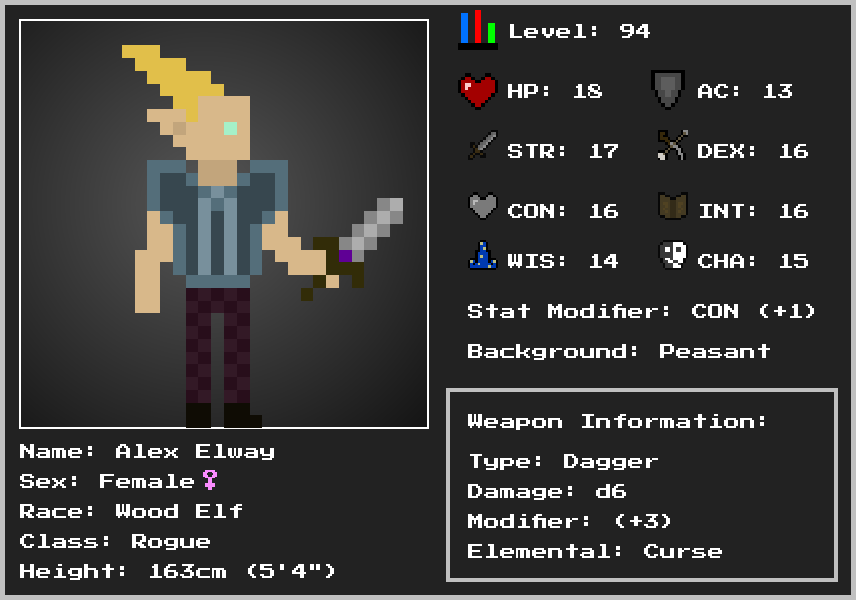 Level: 94
HP: 18
AC: 13
STR: 17
DEX: 16
CON: 16
INT: 16
WIS: 14
CHA: 15
Stat Modifier: CON (+1)
Background: Peasant
Weapon Information:
Type: Dagger
Damage: d6
Modifier: (+3)
Elemental: Curse
Name: Alex Elway
Sex: Female♀
Race: Wood Elf
Class: Rogue
Height: 163cm (5'4")